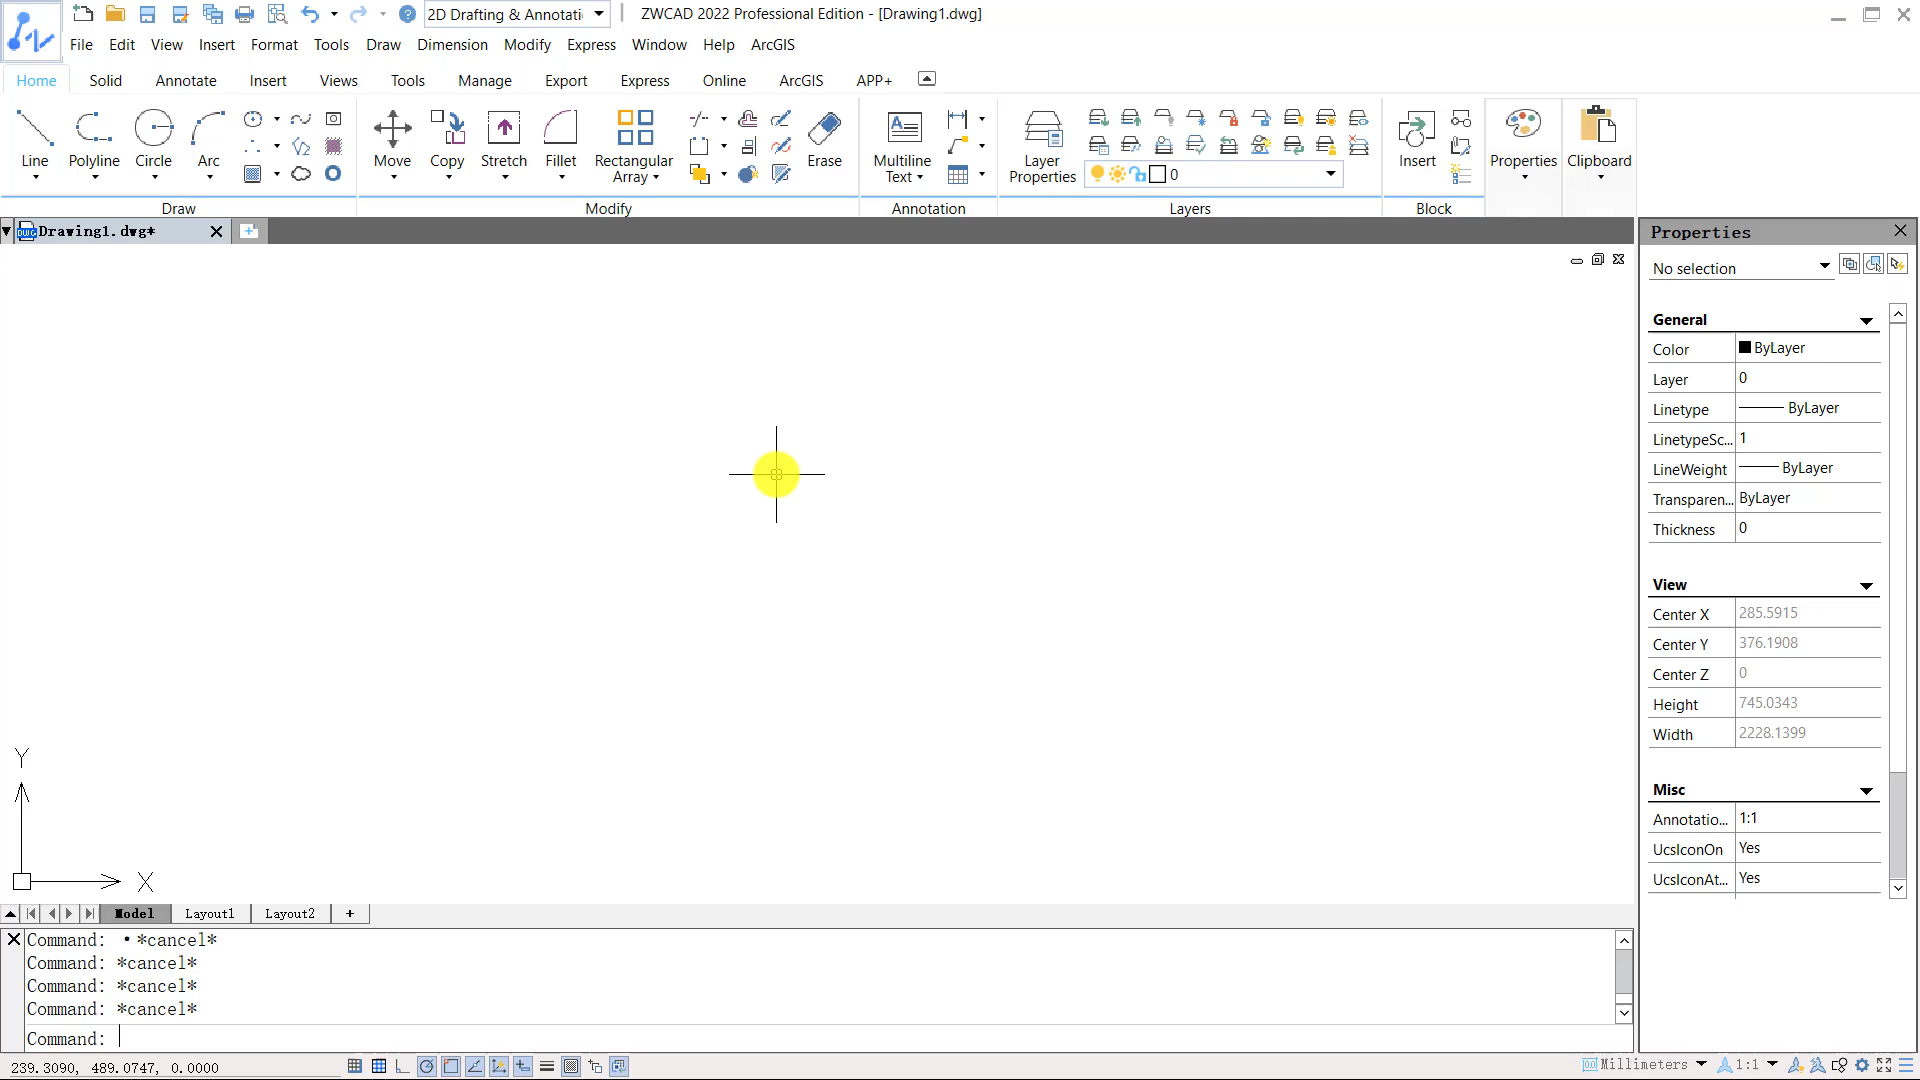 2D Drafting & Annotati
ZWCAD 2022 Professional Edition - [Drawing1.dwg]
File Edit View Insert Format Tools Draw Dimension Modify Express Window Help ArcGIS
Home Solid Annotate Insert Views Tools Manage Export Express Online ArcGIS APP+
Line Polyline Circle Arc Move Copy Stretch Fillet Rectangular Array Erase Multiline Text Layer Properties 0 Insert Properties Clipboard
Draw Modify Annotation Layers Block
DWG Drawing1.dwg*
Properties
No selection
General
Color ByLayer
Layer 0
Linetype ByLayer
LinetypeSc... 1
LineWeight ByLayer
Transparen... ByLayer
Thickness 0
View
Center X 285.5915
Center Y 376.1908
Center Z 0
Height 745.0343
Width 2228.1399
Misc
Annotatio... 1:1
UcsIconOn Yes
UcsIconAt... Yes
Y
X
Model Layout1 Layout2 +
Command: •*cancel*
Command: *cancel*
Command: *cancel*
Command: *cancel*
Command:
239.3090, 489.0747, 0.0000
Millimeters 1:1